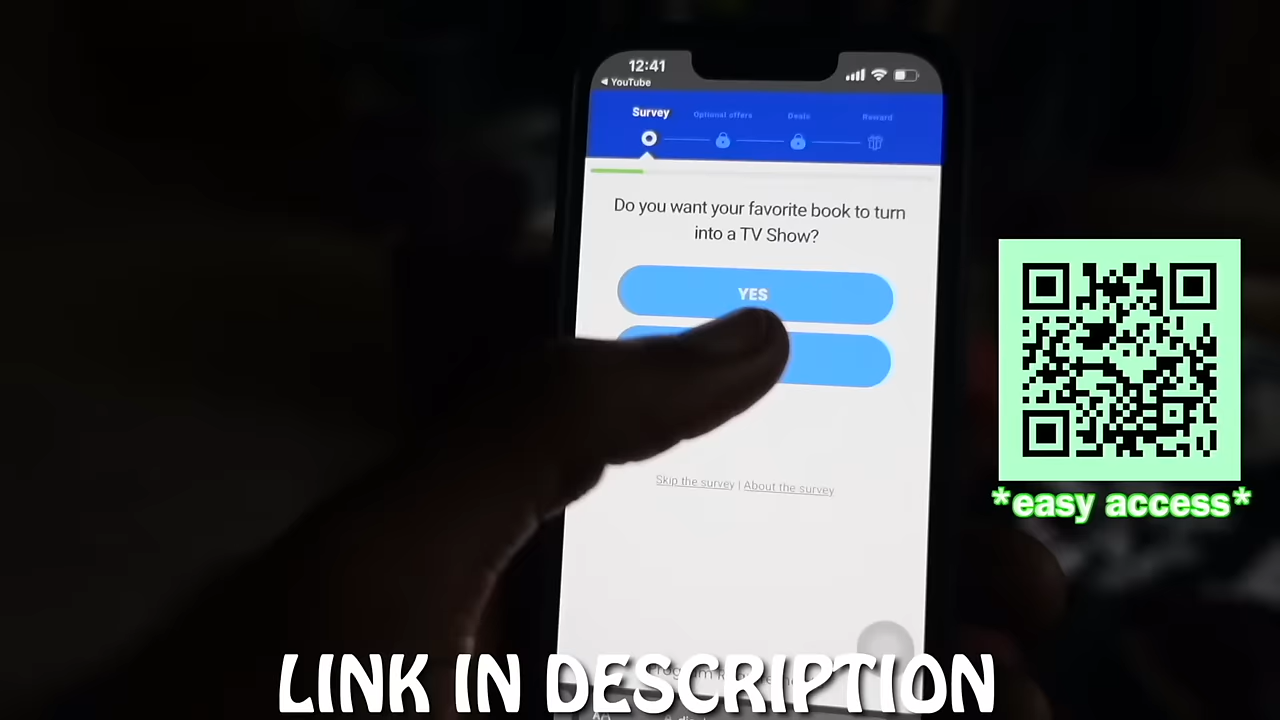 12:41
◀ YouTube
Survey
Optional offers
Deals
Reward
Do you want your favorite book to turn
into a TV Show?
YES
Skip the survey | About the survey
*easy access*
LINK IN DESCRIPTION